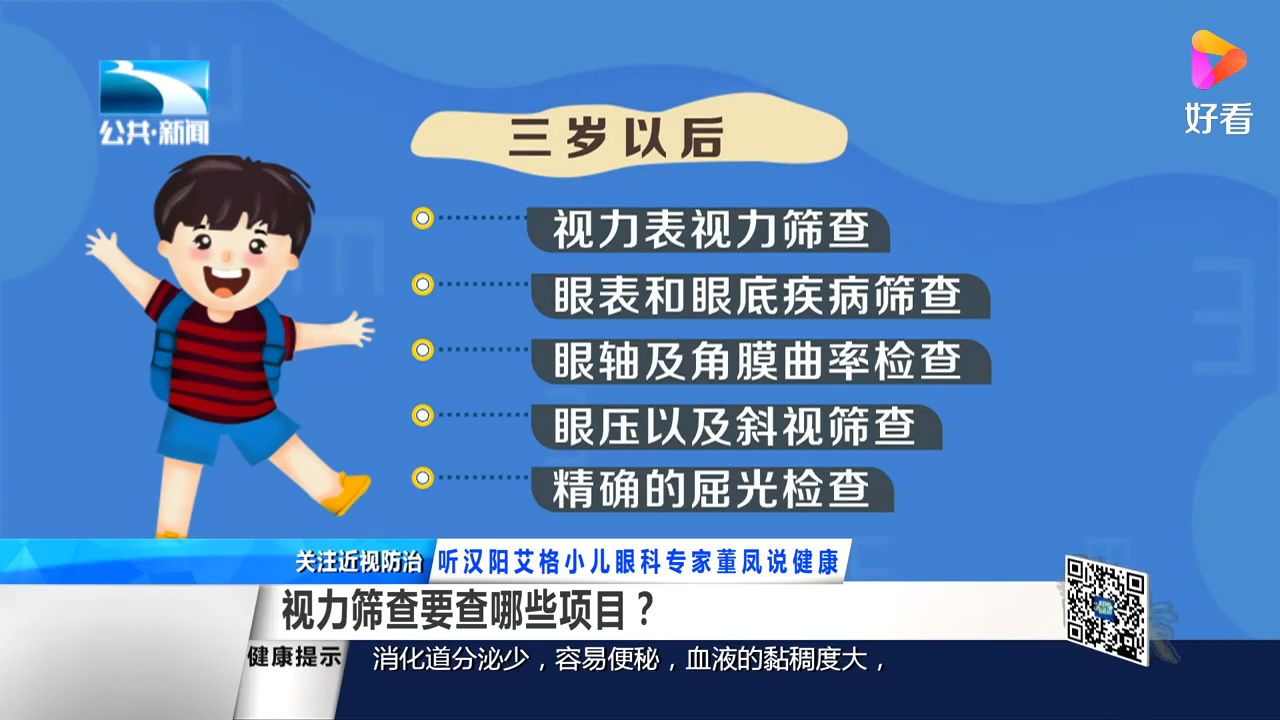 公共·新闻
好看
三岁以后
视力表视力筛查
眼表和眼底疾病筛查
眼轴及角膜曲率检查
眼压以及斜视筛查
精确的屈光检查
关注近视防治
听汉阳艾格小儿眼科专家董凤说健康
视力筛查要查哪些项目？
健康提示
消化道分泌少，容易便秘，血液的黏稠度大，